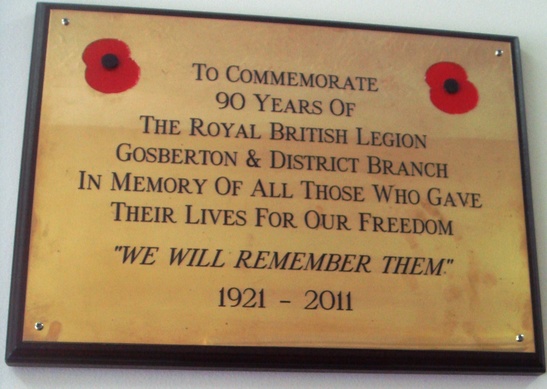 To Commemorate
90 Years Of
The Royal British Legion
Gosberton & District Branch
In Memory Of All Those Who Gave
Their Lives For Our Freedom
"WE WILL REMEMBER THEM"
1921 - 2011